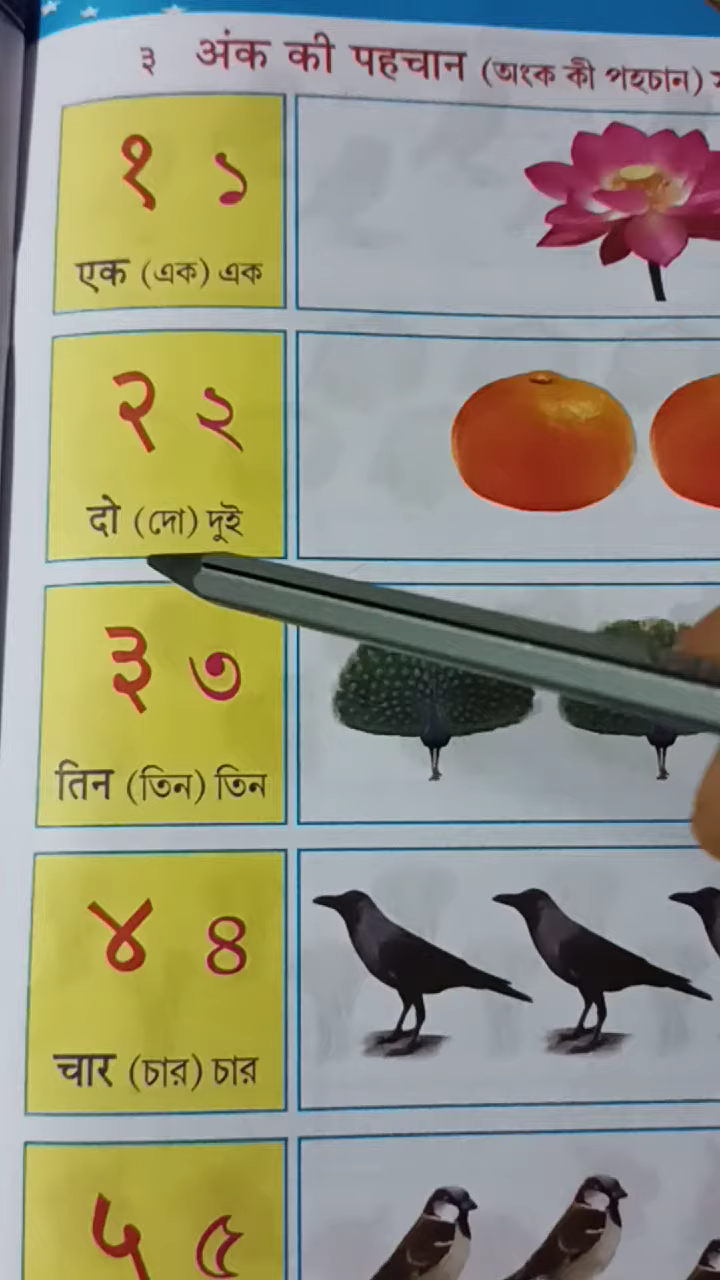 ३ अंक की पहचान (অংক কী পহচান)
१ ১
एक (এক) এক
२ ২
दो (দো) দুই
३ ৩
तिन (তিন) তিন
४ ৪
चार (চার) চার
५ ৫